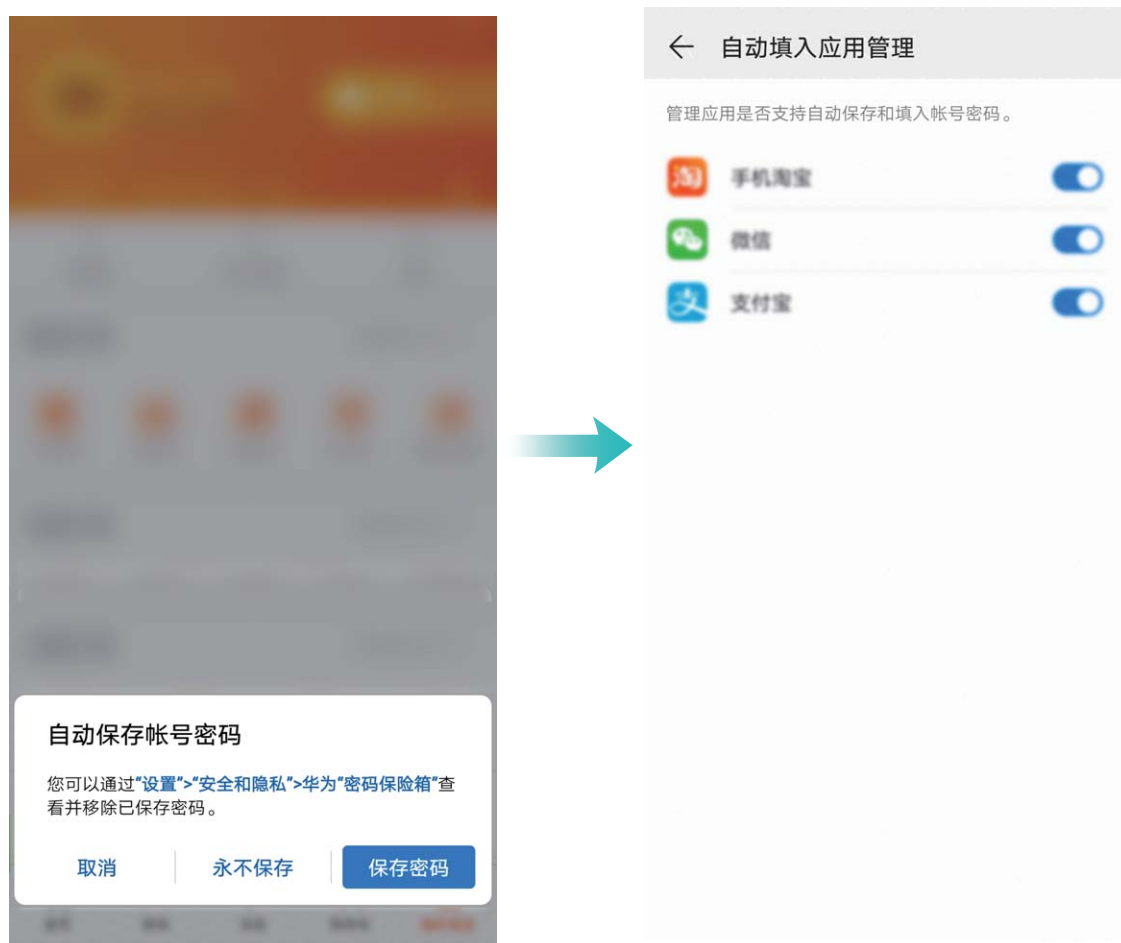 自动保存帐号密码
您可以通过“设置”>“安全和隐私”>华为“密码保险箱”查
看并移除已保存密码。
取消
永不保存
保存密码
自动填入应用管理
管理应用是否支持自动保存和填入帐号密码。
手机淘宝
微信
支付宝